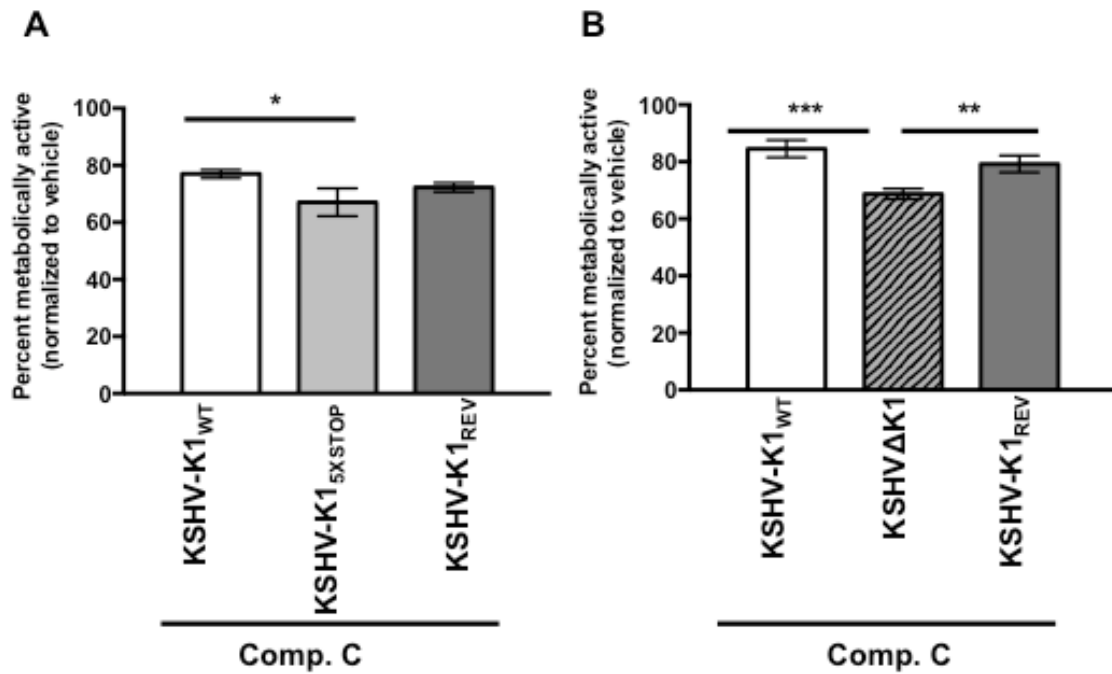 A
B
Percent metabolically active
(normalized to vehicle)
100
80
60
40
20
0
*
KSHV-K1WT
KSHV-K15XSTOP
KSHV-K1REV
Comp. C
Percent metabolically active
(normalized to vehicle)
100
80
60
40
20
0
***
**
KSHV-K1WT
KSHVΔK1
KSHV-K1REV
Comp. C